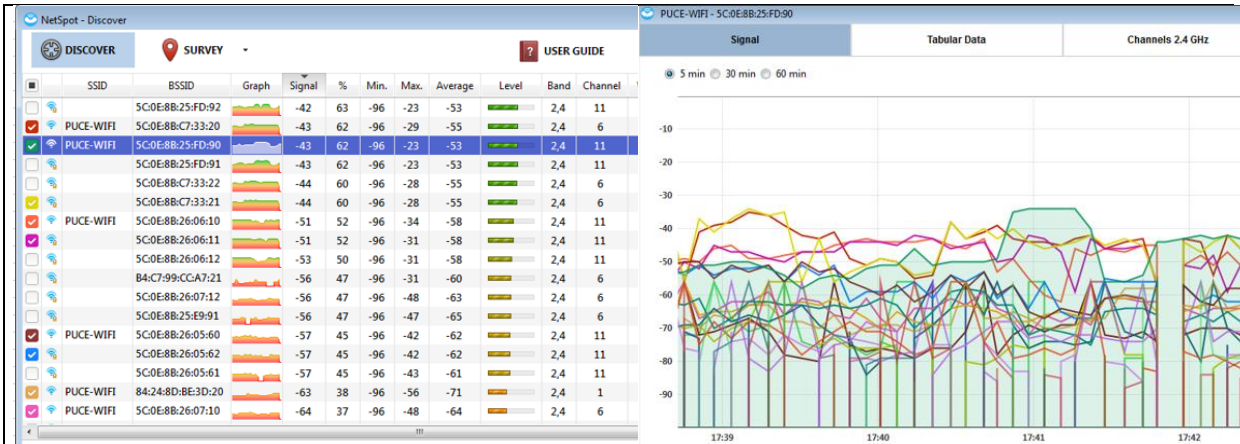 NetSpot - Discover
DISCOVER SURVEY ? USER GUIDE
SSID BSSID Graph Signal % Min. Max. Average Level Band Channel
5C:0E:8B:25:FD:92 -42 63 -96 -23 -53 2,4 11
PUCE-WIFI 5C:0E:8B:C7:33:20 -43 62 -96 -29 -55 2,4 6
PUCE-WIFI 5C:0E:8B:25:FD:90 -43 62 -96 -23 -53 2,4 11
5C:0E:8B:25:FD:91 -43 62 -96 -23 -53 2,4 11
5C:0E:8B:C7:33:22 -44 60 -96 -28 -55 2,4 6
5C:0E:8B:C7:33:21 -44 60 -96 -28 -55 2,4 6
PUCE-WIFI 5C:0E:8B:26:06:10 -51 52 -96 -34 -58 2,4 11
5C:0E:8B:26:06:11 -51 52 -96 -31 -58 2,4 11
5C:0E:8B:26:06:12 -53 50 -96 -31 -58 2,4 11
B4:C7:99:CC:A7:21 -56 47 -96 -31 -60 2,4 6
5C:0E:8B:26:07:12 -56 47 -96 -48 -63 2,4 6
5C:0E:8B:25:E9:91 -56 47 -96 -47 -65 2,4 6
PUCE-WIFI 5C:0E:8B:26:05:60 -57 45 -96 -42 -62 2,4 11
5C:0E:8B:26:05:62 -57 45 -96 -42 -62 2,4 11
5C:0E:8B:26:05:61 -57 45 -96 -43 -61 2,4 11
PUCE-WIFI 84:24:8D:BE:3D:20 -63 38 -96 -56 -71 2,4 1
PUCE-WIFI 5C:0E:8B:26:07:10 -64 37 -96 -48 -64 2,4 6
PUCE-WIFI - 5C:0E:8B:25:FD:90
Signal Tabular Data Channels 2.4 GHz
5 min 30 min 60 min
-10
-20
-30
-40
-50
-60
-70
-80
-90
17:39 17:40 17:41 17:42